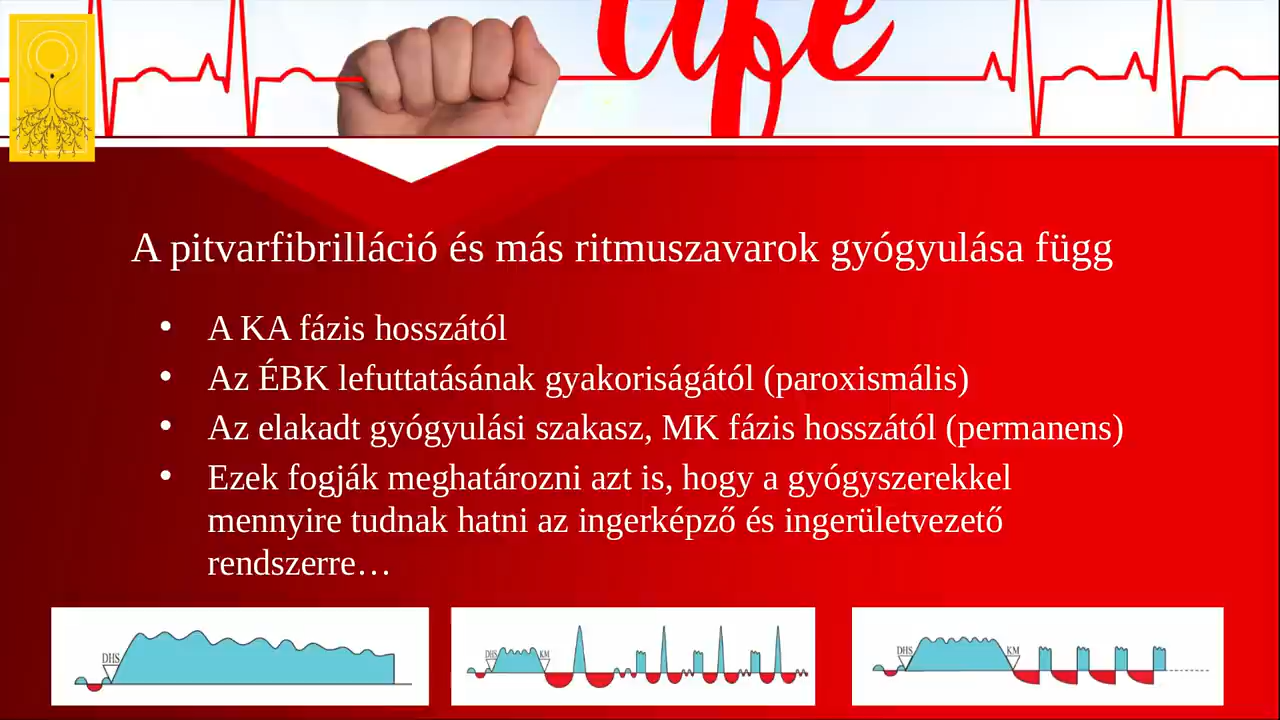 life
A pitvarfibrilláció és más ritmuszavarok gyógyulása függ
• A KA fázis hosszától
• Az ÉBK lefuttatásának gyakoriságától (paroxismális)
• Az elakadt gyógyulási szakasz, MK fázis hosszától (permanens)
• Ezek fogják meghatározni azt is, hogy a gyógyszerekkel
mennyire tudnak hatni az ingerképző és ingerületvezető
rendszerre…
DHS
DHS KM
DHS KM